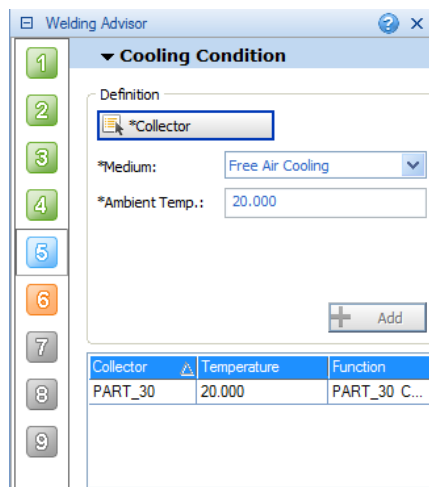 Welding Advisor
Cooling Condition
1
2
3
4
5
6
7
8
9
Definition
*Collector
*Medium: Free Air Cooling
*Ambient Temp.: 20.000
Add
Collector Temperature Function
PART_30 20.000 PART_30 C...